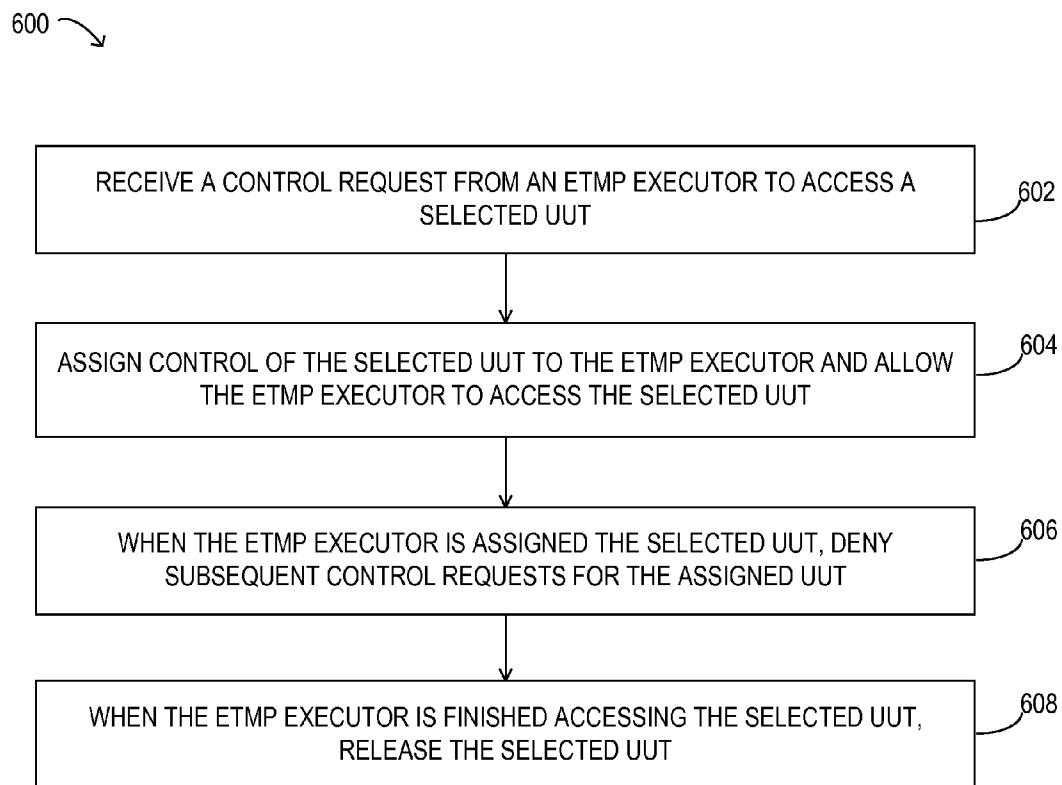 600
RECEIVE A CONTROL REQUEST FROM AN ETMP EXECUTOR TO ACCESS A
SELECTED UUT
602
ASSIGN CONTROL OF THE SELECTED UUT TO THE ETMP EXECUTOR AND ALLOW
THE ETMP EXECUTOR TO ACCESS THE SELECTED UUT
604
WHEN THE ETMP EXECUTOR IS ASSIGNED THE SELECTED UUT, DENY
SUBSEQUENT CONTROL REQUESTS FOR THE ASSIGNED UUT
606
WHEN THE ETMP EXECUTOR IS FINISHED ACCESSING THE SELECTED UUT,
RELEASE THE SELECTED UUT
608